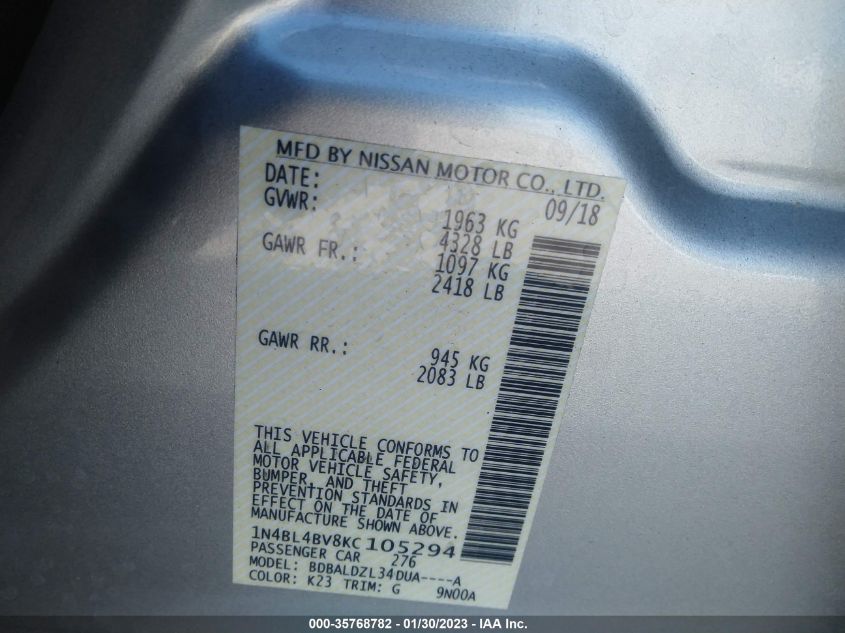 MFD BY NISSAN MOTOR CO., LTD.
DATE: 09/18
GVWR: 1963 KG
4328 LB
GAWR FR.: 1097 KG
2418 LB
GAWR RR.: 945 KG
2083 LB
THIS VEHICLE CONFORMS TO
ALL APPLICABLE FEDERAL
MOTOR VEHICLE SAFETY,
BUMPER, AND THEFT
PREVENTION STANDARDS IN
EFFECT ON THE DATE OF
MANUFACTURE SHOWN ABOVE.
1N4BL4BV8KC105294
PASSENGER CAR 276
MODEL: BDBALDZL34DUA----A
COLOR: K23 TRIM: G 9N00A
000-35768782 - 01/30/2023 - IAA Inc.